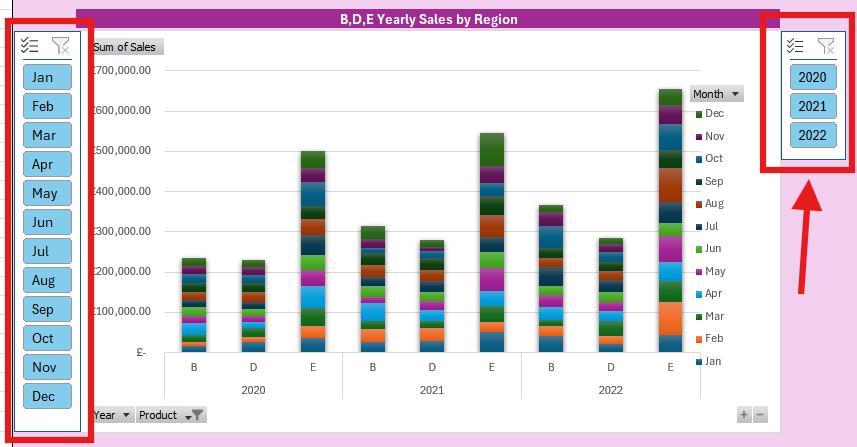 B,D,E Yearly Sales by Region
Sum of Sales
Jan
Feb
Mar
Apr
May
Jun
Jul
Aug
Sep
Oct
Nov
Dec
£700,000.00
£600,000.00
£500,000.00
£400,000.00
£300,000.00
£200,000.00
£100,000.00
£-
B D E B D E B D E
2020 2021 2022
Year Product
Month
Dec
Nov
Oct
Sep
Aug
Jul
Jun
May
Apr
Mar
Feb
Jan
+ −
2020
2021
2022